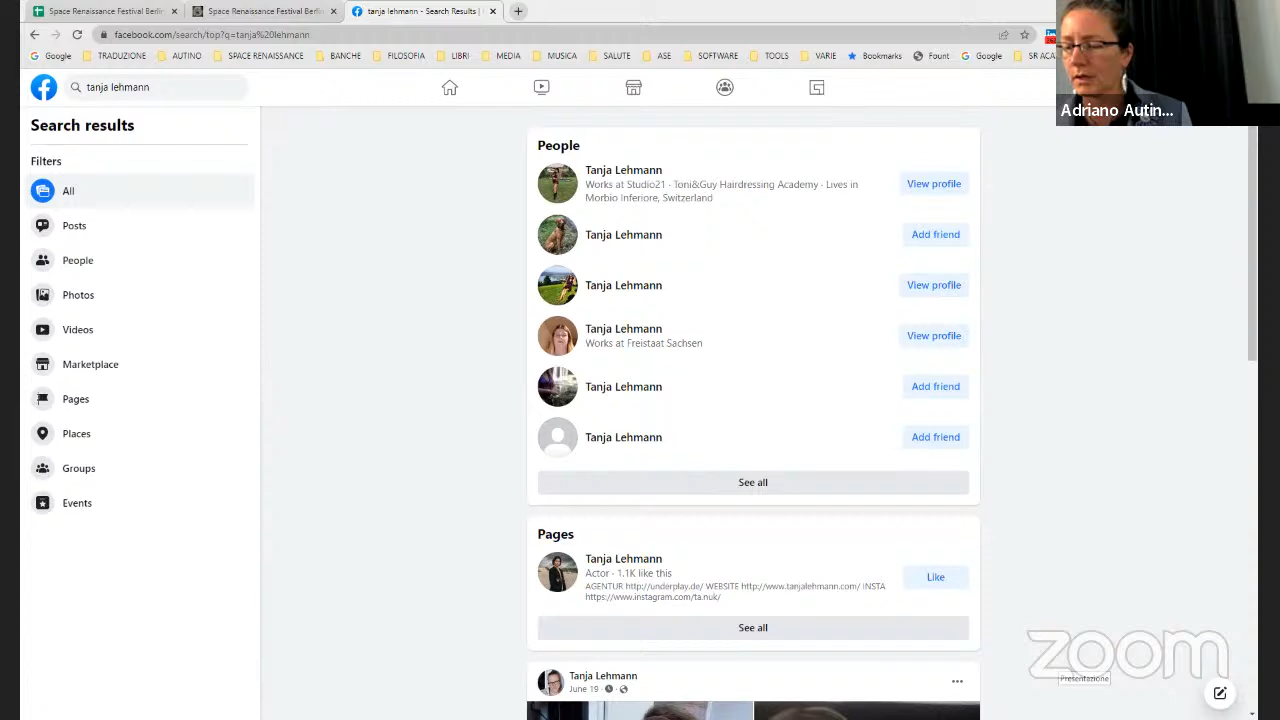 Space Renaissance Festival Berlin
Space Renaissance Festival Berlin
tanja lehmann - Search Results |
facebook.com/search/top?q=tanja%20lehmann
Google
TRADUZIONE
AUTINO
SPACE RENAISSANCE
BANCA
FILOSOFIA
LIBRI
MEDIA
MUSICA
SALUTE
ASE
SOFTWARE
TOOLS
VARIE
Bookmarks
Fount
Google
SR ACA
tanja lehmann
Adriano Autin...
Search results
Filters
All
Posts
People
Photos
Videos
Marketplace
Pages
Places
Groups
Events
People
Tanja Lehmann
Works at Studio21 · Toni&Guy Hairdressing Academy · Lives in
Morbio Inferiore, Switzerland
View profile
Tanja Lehmann
Add friend
Tanja Lehmann
View profile
Tanja Lehmann
Works at Freistaat Sachsen
View profile
Tanja Lehmann
Add friend
Tanja Lehmann
Add friend
See all
Pages
Tanja Lehmann
Actor · 1.1K like this
AGENTUR http://underplay.de/ WEBSITE http://www.tanjalehmann.com/ INSTA
https://www.instagram.com/ta.nuk/
Like
See all
Tanja Lehmann
June 19 ·
zoom
Presentazione